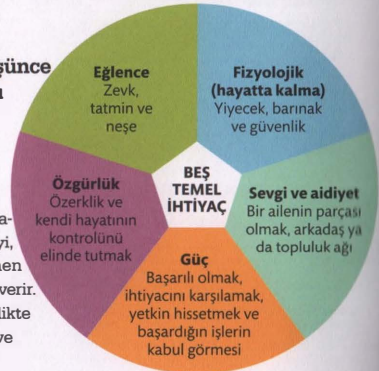 şünce
Eğlence
Zevk,
tatmin ve
neşe
Fizyolojik
(hayatta kalma)
Yiyecek, barınak
ve güvenlik
BEŞ
TEMEL
İHTİYAÇ
Özgürlük
Özerklik ve
kendi hayatının
kontrolünü
elinde tutmak
Sevgi ve aidiyet
Bir ailenin parçası
olmak, arkadaş ya
da topluluk ağı
Güç
Başarılı olmak,
ihtiyacını karşılamak,
yetkin hissetmek ve
başardığın işlerin
kabul görmesi
a-
yi,
nen
verir.
likte
ve